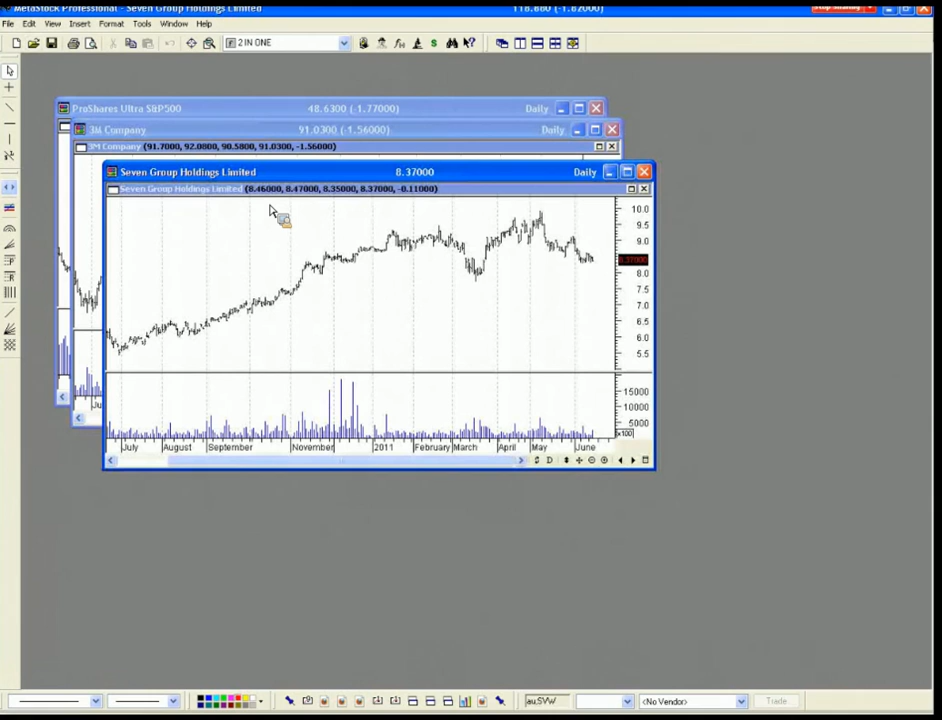 MetaStock Professional - Seven Group Holdings Limited 118.680 (-1.62000)
File Edit View Insert Format Tools Window Help
2 IN ONE
ProShares Ultra S&P500 48.6300 (-1.77000) Daily
3M Company 91.0300 (-1.56000) Daily
3M Company (91.7000, 92.0800, 90.5800, 91.0300, -1.56000)
Seven Group Holdings Limited 8.37000 Daily
Seven Group Holdings Limited (8.46000, 8.47000, 8.35000, 8.37000, -0.11000)
10.0
9.5
9.0
8.37000
8.0
7.5
7.0
6.5
6.0
5.5
15000
10000
5000
x100
July August September November 2011 February March April May June
D
au,SVW <No Vendor> Trade